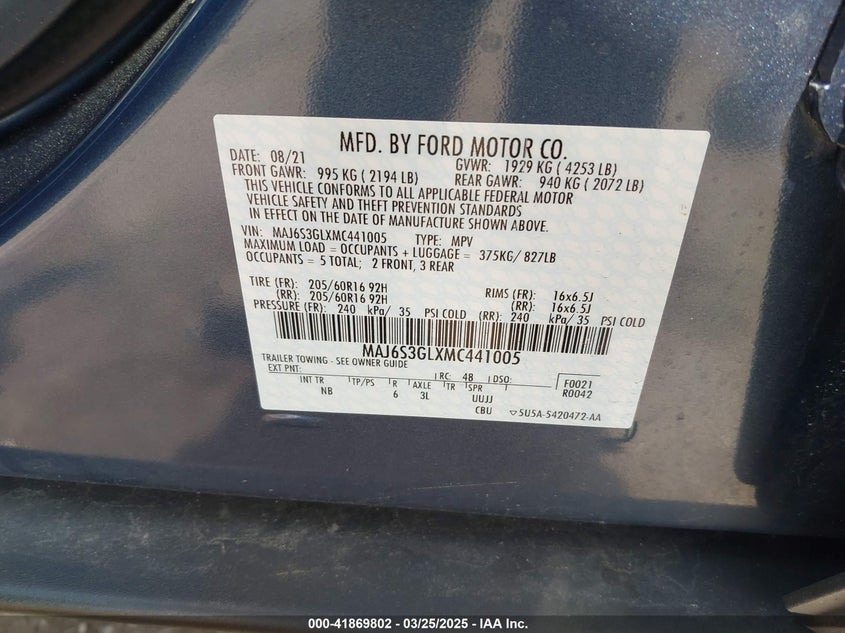 MFD. BY FORD MOTOR CO.
DATE: 08/21 GVWR: 1929 KG ( 4253 LB)
FRONT GAWR: 995 KG ( 2194 LB) REAR GAWR: 940 KG ( 2072 LB)
THIS VEHICLE CONFORMS TO ALL APPLICABLE FEDERAL MOTOR
VEHICLE SAFETY AND THEFT PREVENTION STANDARDS
IN EFFECT ON THE DATE OF MANUFACTURE SHOWN ABOVE.
VIN: MAJ6S3GLXMC441005 TYPE: MPV
MAXIMUM LOAD = OCCUPANTS + LUGGAGE = 375KG/ 827LB
OCCUPANTS = 5 TOTAL; 2 FRONT, 3 REAR
TIRE (FR): 205/60R16 92H RIMS (FR): 16x6.5J
(RR): 205/60R16 92H (RR): 16x6.5J
PRESSURE (FR): 240 kPa/ 35 PSI COLD (RR): 240 kPa/ 35 PSI COLD
MAJ6S3GLXMC441005
TRAILER TOWING - SEE OWNER GUIDE
EXT PNT: RC: 48 DSO: F0021
R0042
INT TR TP/PS R AXLE TR SPR
NB 6 3L UUJJ
CBU 5U5A-5420472-AA
000-41869802 - 03/25/2025 - IAA Inc.